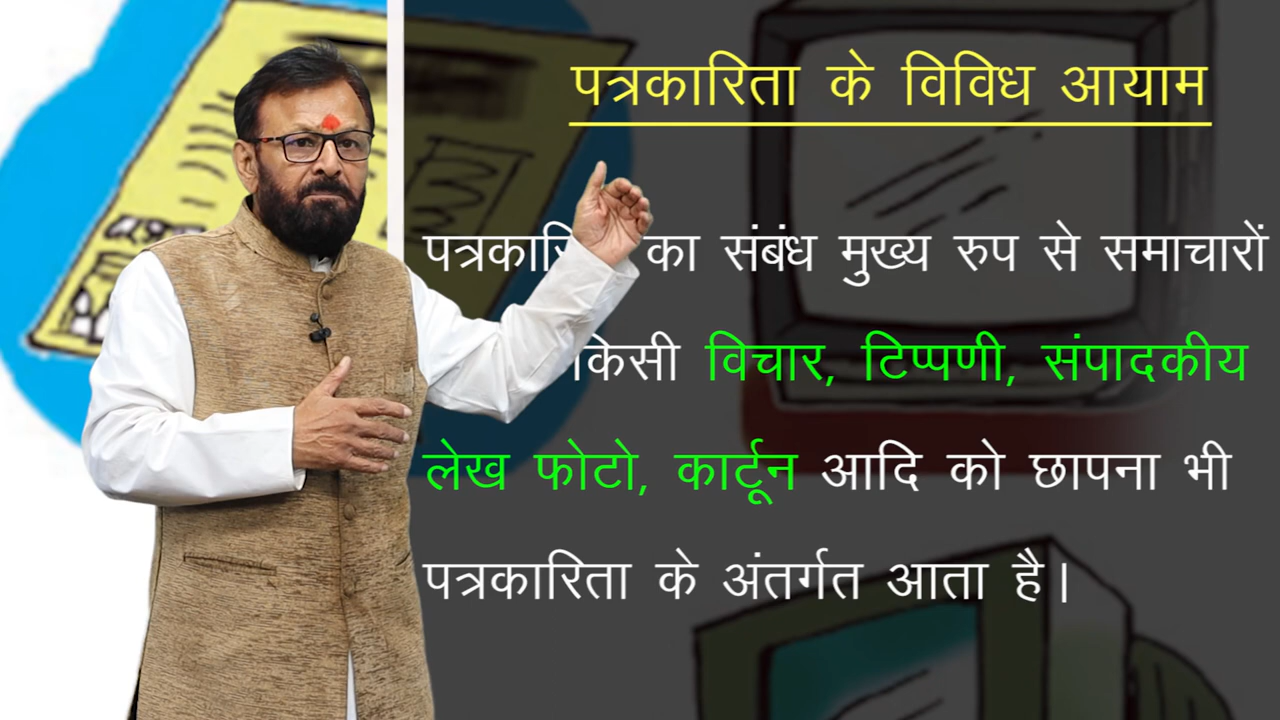 पत्रकारिता के विविध आयाम
का संबंध मुख्य रुप से समाचारों
किसी विचार, टिप्पणी, संपादकीय
लेख फोटो, कार्टून आदि को छापना भी
पत्रकारिता के अंतर्गत आता है।